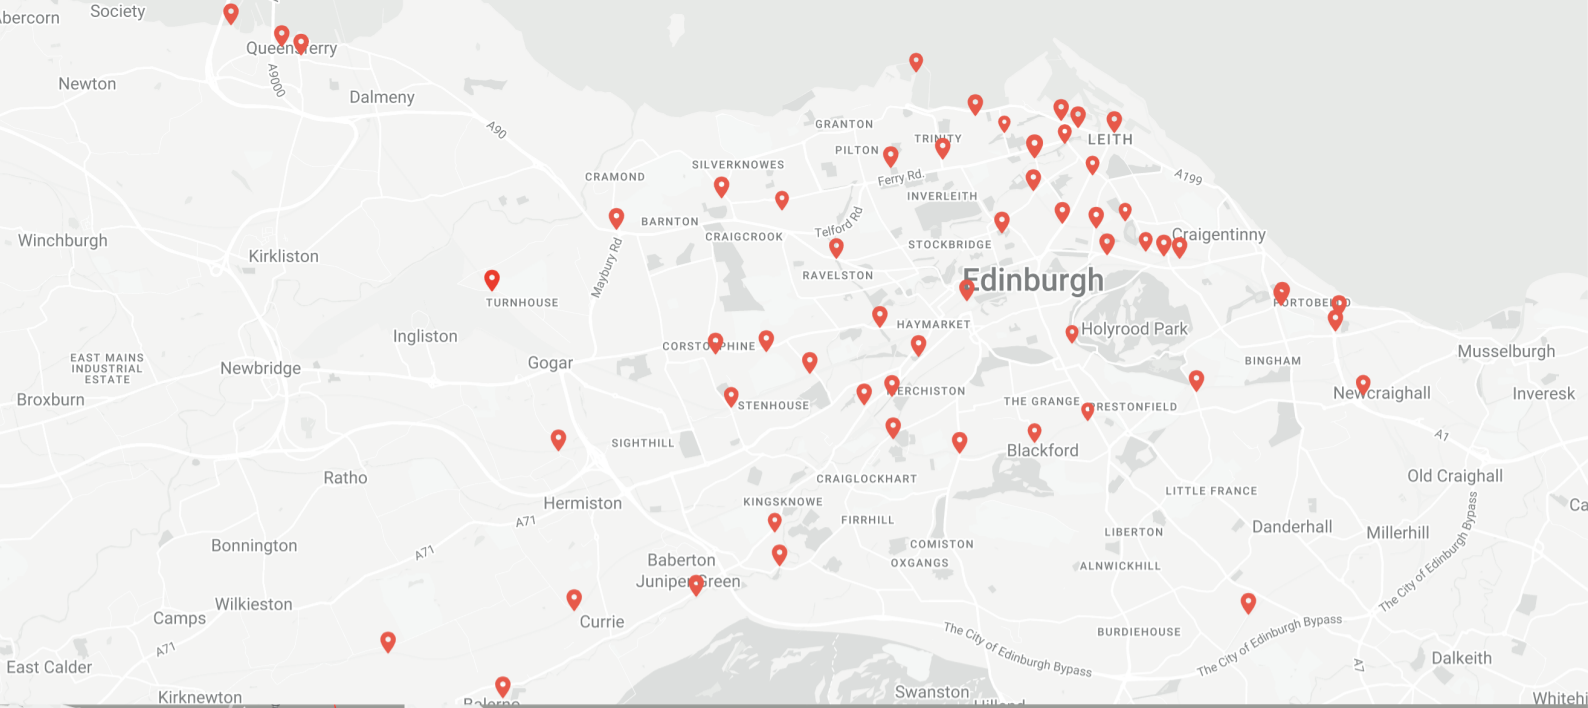 Abercorn
Society
Queensferry
Newton
A9000
Dalmeny
A90
GRANTON
TRINITY
LEITH
PILTON
SILVERKNOWES
CRAMOND
Ferry Rd.
A199
INVERLEITH
BARNTON
Telford Rd
CRAIGCROOK
STOCKBRIDGE
Craigentinny
Winchburgh
Kirkliston
Maybury Rd
RAVELSTON
Edinburgh
TURNHOUSE
PORTOBELLO
HAYMARKET
Holyrood Park
Ingliston
CORSTORPHINE
EAST MAINS
INDUSTRIAL
ESTATE
Newbridge
Gogar
BINGHAM
Musselburgh
Broxburn
STENHOUSE
MERCHISTON
THE GRANGE
PRESTONFIELD
Newcraighall
Inveresk
SIGHTHILL
Blackford
A1
Ratho
CRAIGLOCKHART
Old Craighall
Hermiston
KINGSKNOWE
LITTLE FRANCE
A71
FIRRHILL
Danderhall
Millerhill
The City of Edinburgh Bypass
Bonnington
A71
COMISTON
LIBERTON
Baberton
OXGANGS
ALNWICKHILL
Juniper Green
Wilkieston
Camps
Currie
The City of Edinburgh Bypass
BURDIEHOUSE
The City of Edinburgh Bypass
A71
East Calder
A7
Dalkeith
Kirknewton
Balerno
Swanston